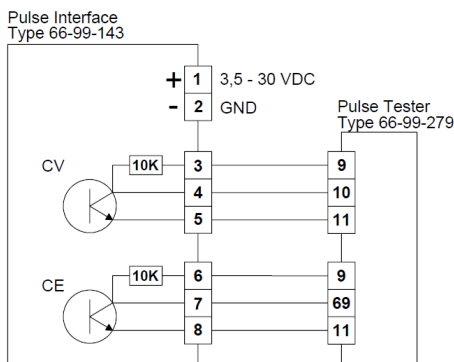 Pulse Interface
Type 66-99-143
+ 1 3,5 - 30 VDC
- 2 GND
Pulse Tester
Type 66-99-279
CV 10K 3 9
4 10
5 11
CE 10K 6 9
7 69
8 11